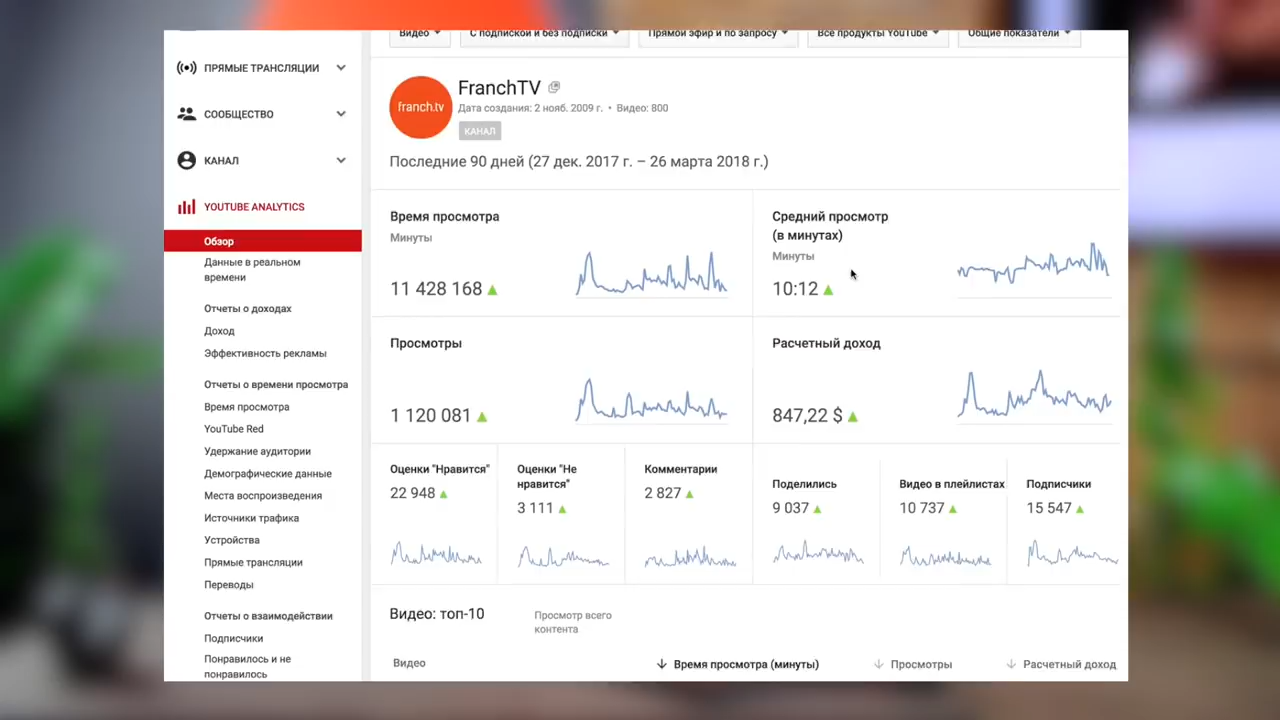 Видео
С подпиской и без подписки
Прямой эфир и по запросу
Все продукты YouTube
Общие показатели
ПРЯМЫЕ ТРАНСЛЯЦИИ
СООБЩЕСТВО
КАНАЛ
YOUTUBE ANALYTICS
Обзор
Данные в реальном
времени
Отчеты о доходах
Доход
Эффективность рекламы
Отчеты о времени просмотра
Время просмотра
YouTube Red
Удержание аудитории
Демографические данные
Места воспроизведения
Источники трафика
Устройства
Прямые трансляции
Переводы
Отчеты о взаимодействии
Подписчики
Понравилось и не
понравилось
franch.tv
FranchTV
Дата создания: 2 нояб. 2009 г. • Видео: 800
КАНАЛ
Последние 90 дней (27 дек. 2017 г. – 26 марта 2018 г.)
Время просмотра
Минуты
11 428 168
Средний просмотр
(в минутах)
Минуты
10:12
Просмотры
1 120 081
Расчетный доход
847,22 $
Оценки "Нравится"
22 948
Оценки "Не
нравится"
3 111
Комментарии
2 827
Поделились
9 037
Видео в плейлистах
10 737
Подписчики
15 547
Видео: топ-10
Просмотр всего
контента
Видео
Время просмотра (минуты)
Просмотры
Расчетный доход